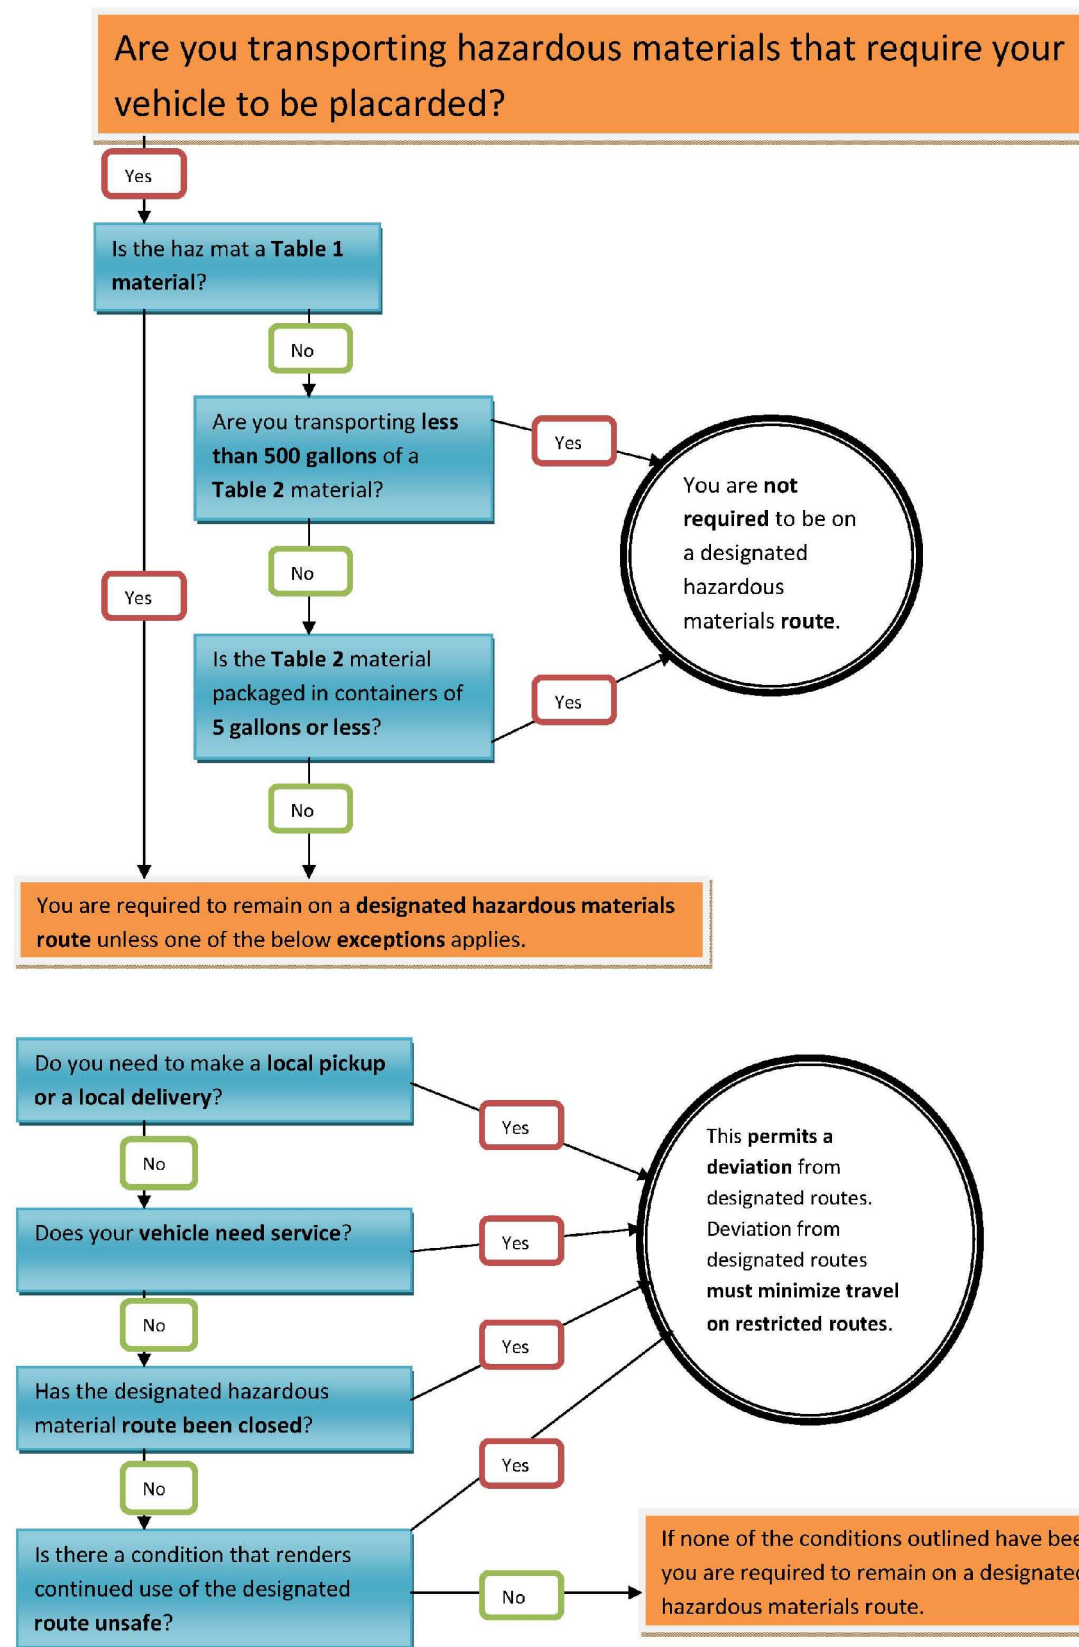 Are you transporting hazardous materials that require your
vehicle to be placarded?
Yes
Is the haz mat a Table 1
material?
No
Are you transporting less
than 500 gallons of a
Table 2 material?
Yes
You are not
required to be on
a designated
hazardous
materials route.
No
Yes
Is the Table 2 material
packaged in containers of
5 gallons or less?
Yes
No
You are required to remain on a designated hazardous materials
route unless one of the below exceptions applies.
Do you need to make a local pickup
or a local delivery?
Yes
No
This permits a
deviation from
designated routes.
Deviation from
designated routes
must minimize travel
on restricted routes.
Does your vehicle need service?
Yes
No
Has the designated hazardous
material route been closed?
Yes
No
Yes
Is there a condition that renders
continued use of the designated
route unsafe?
No
If none of the conditions outlined have been
you are required to remain on a designated
hazardous materials route.